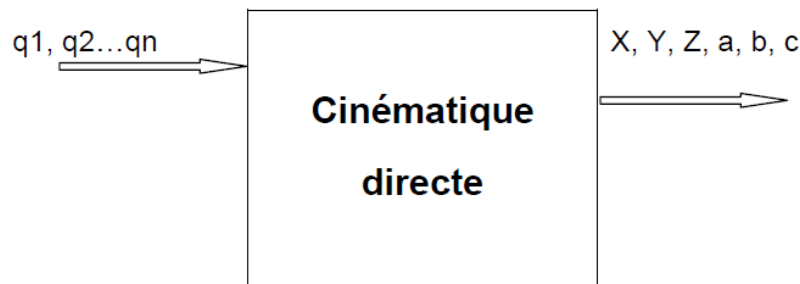 q1, q2...qn
X, Y, Z, a, b, c
Cinématique
directe